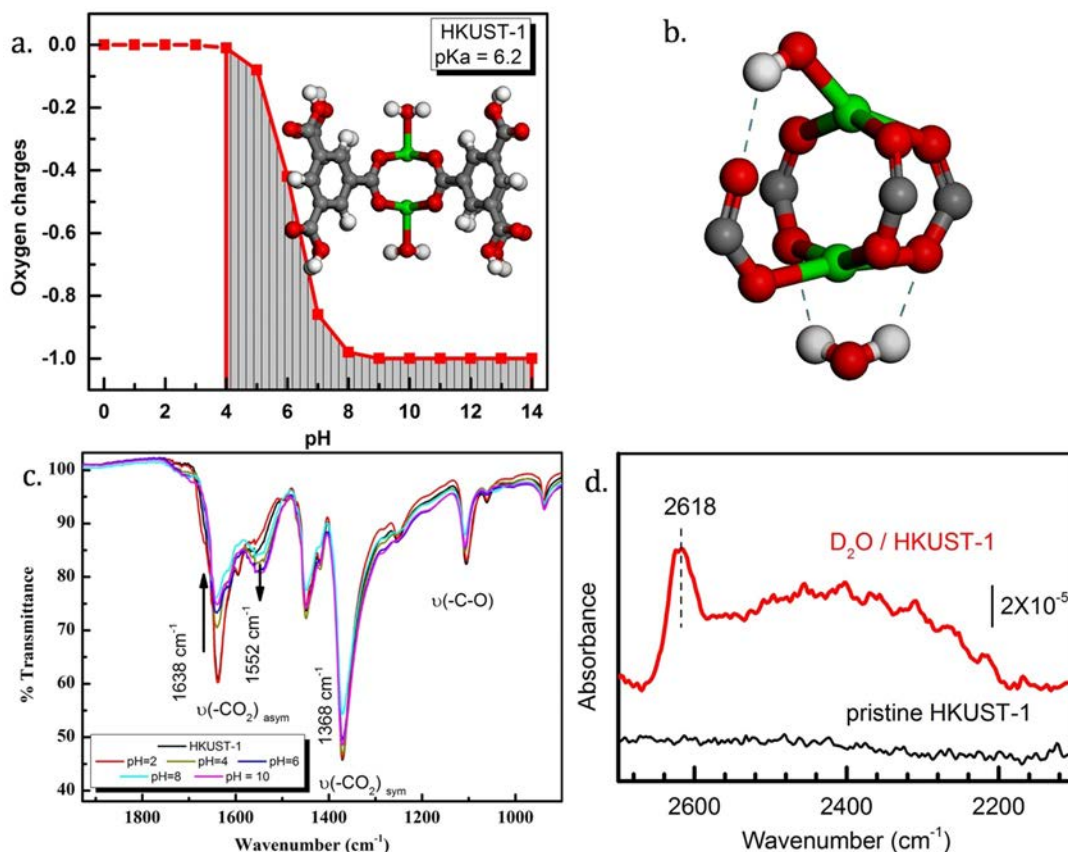 a.
HKUST-1
pKa = 6.2
Oxygen charges
0.0
-0.2
-0.4
-0.6
-0.8
-1.0
0 2 4 6 8 10 12 14
pH
b.
c.
% Transmittance
100
90
80
70
60
50
40
1638 cm⁻¹
1552 cm⁻¹
υ(-CO₂) asym
1368 cm⁻¹
υ(-CO₂) sym
υ(-C-O)
HKUST-1
pH=2 pH=4 pH=6
pH=8 pH = 10
1800 1600 1400 1200 1000
Wavenumber (cm⁻¹)
d.
2618
D₂O / HKUST-1
2X10⁻⁵
pristine HKUST-1
Absorbance
2600 2400 2200
Wavenumber (cm⁻¹)